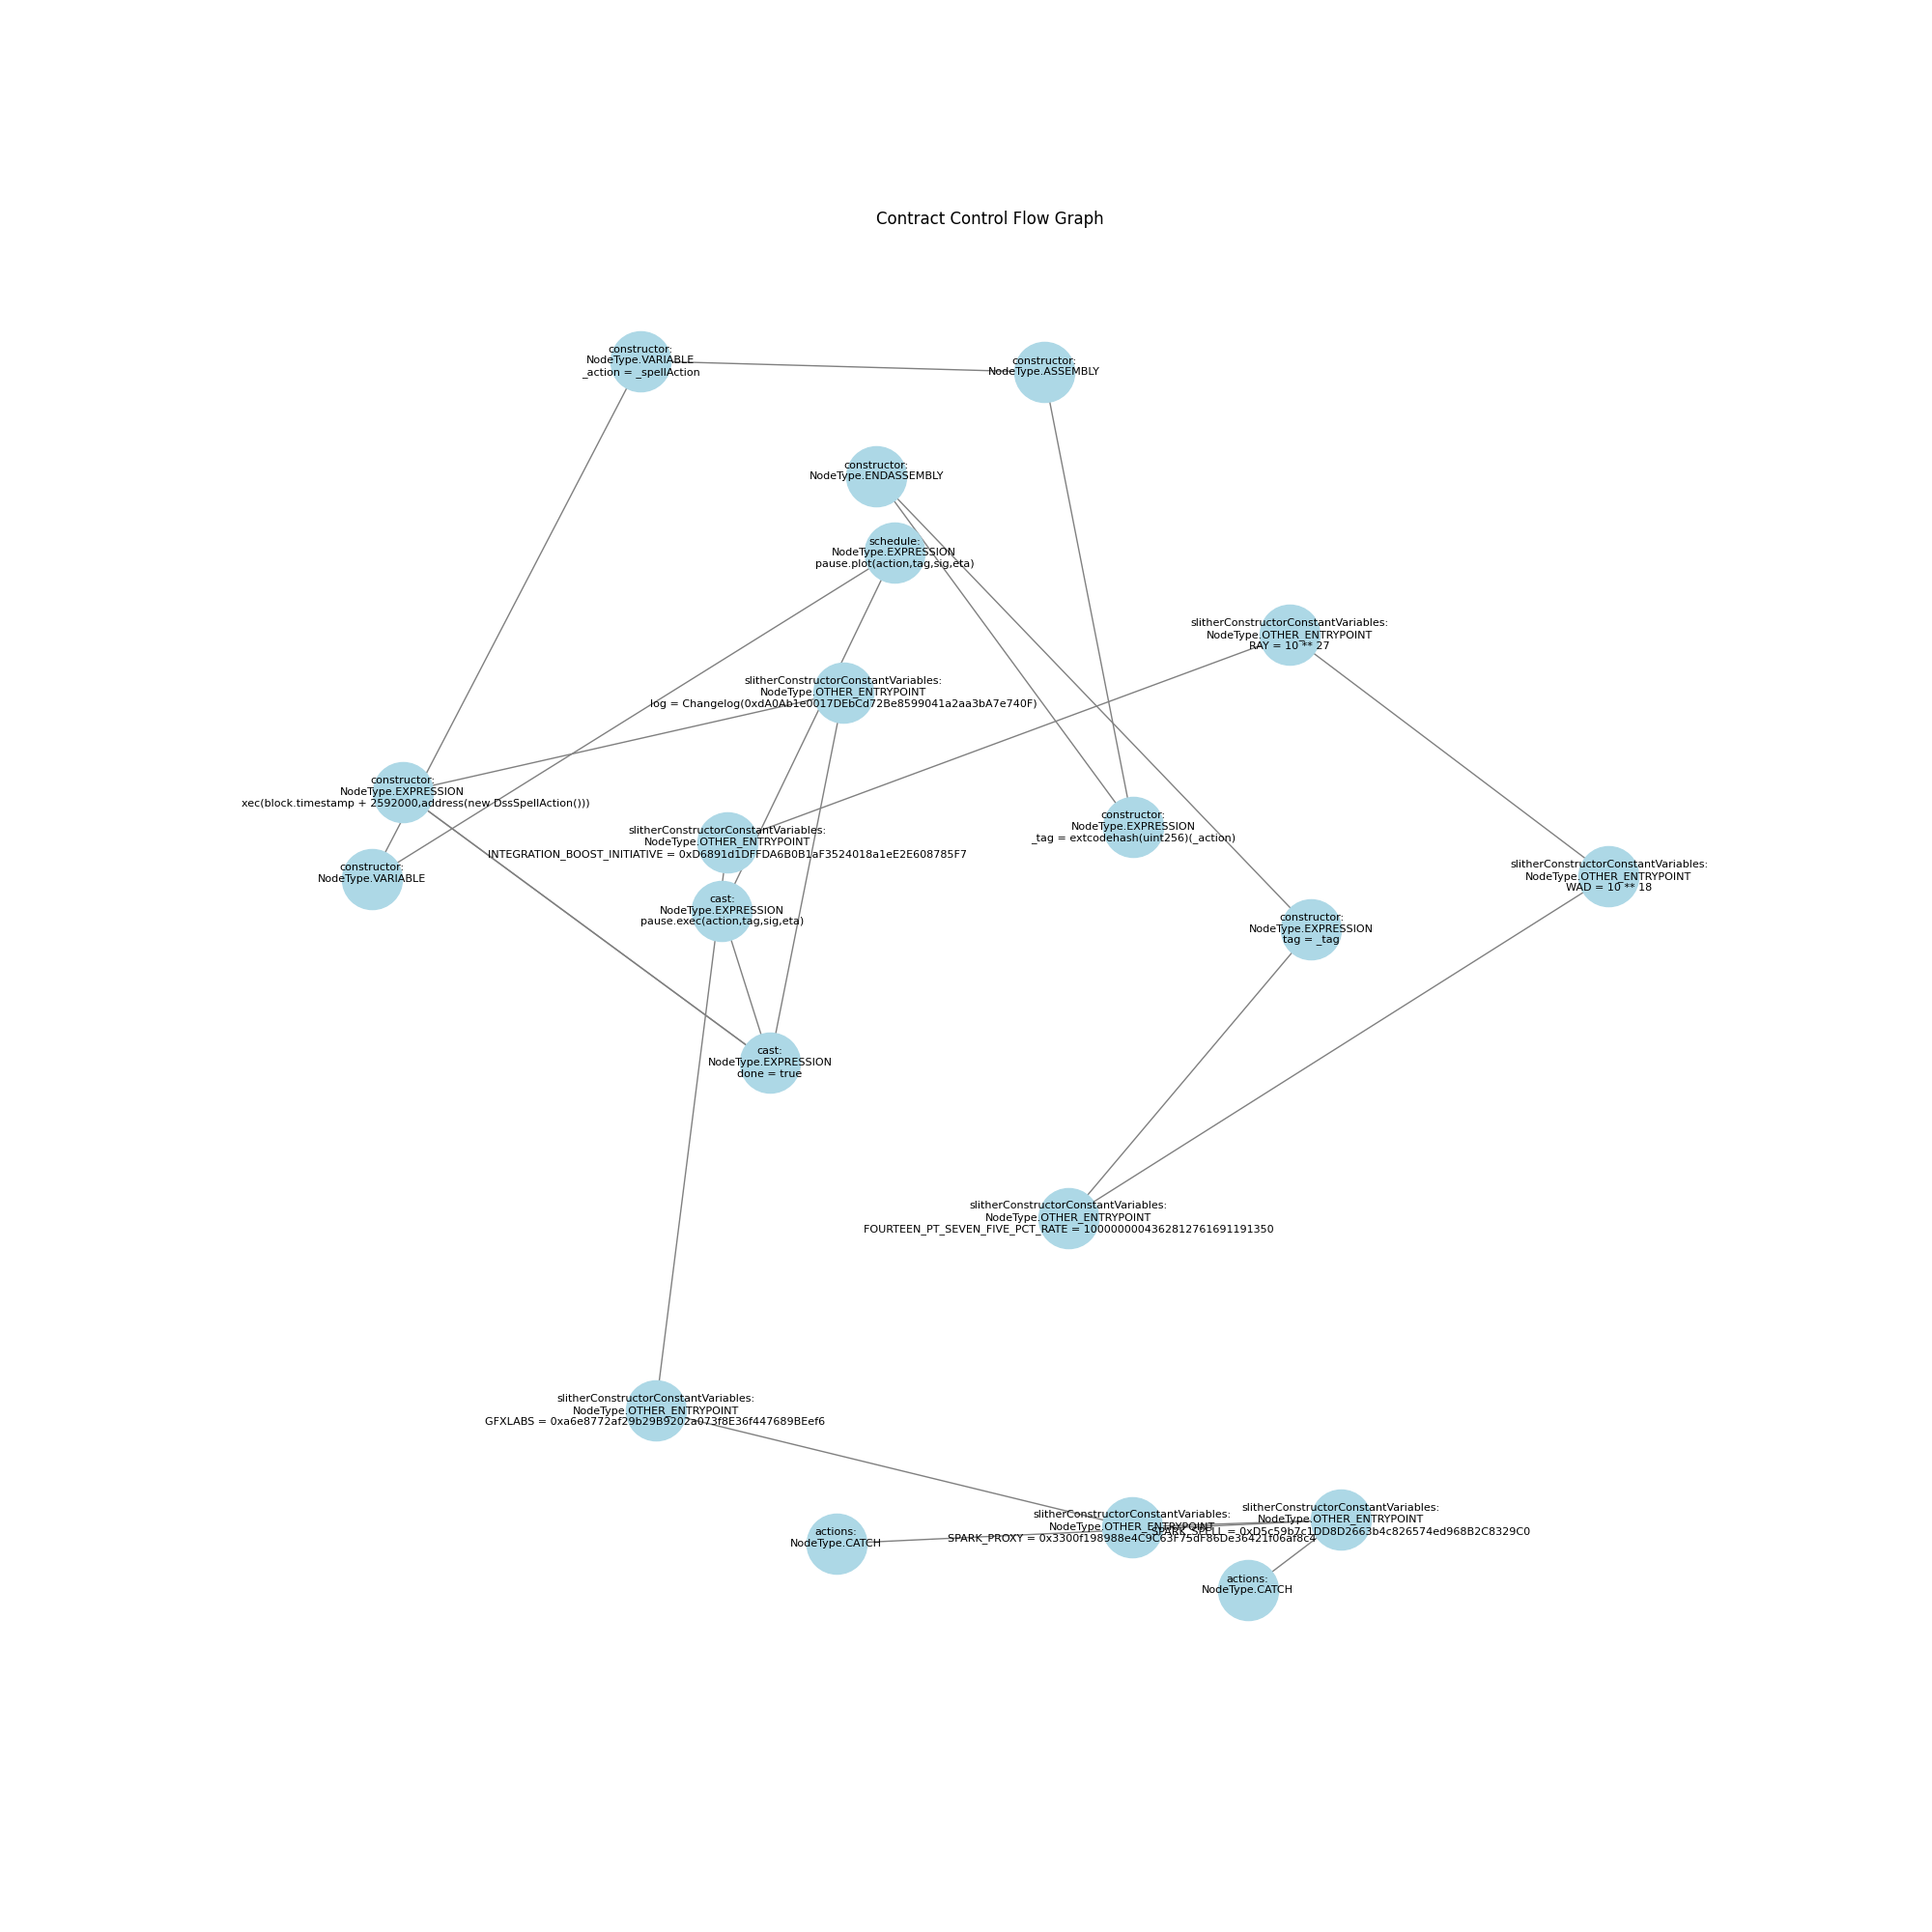 Contract Control Flow Graph
constructor:
NodeType.VARIABLE
_action = _spellAction
constructor:
NodeType.ASSEMBLY
constructor:
NodeType.ENDASSEMBLY
schedule:
NodeType.EXPRESSION
pause.plot(action,tag,sig,eta)
slitherConstructorConstantVariables:
NodeType.OTHER_ENTRYPOINT
RAY = 10 ** 27
slitherConstructorConstantVariables:
NodeType.OTHER_ENTRYPOINT
log = Changelog(0xdA0Ab1e0017DEbCd72Be8599041a2aa3bA7e740F)
constructor:
NodeType.EXPRESSION
xec(block.timestamp + 2592000,address(new DssSpellAction()))
slitherConstructorConstantVariables:
NodeType.OTHER_ENTRYPOINT
INTEGRATION_BOOST_INITIATIVE = 0xD6891d1DFFDA6B0B1aF3524018a1eE2E608785F7
constructor:
NodeType.EXPRESSION
_tag = extcodehash(uint256)(_action)
constructor:
NodeType.VARIABLE
slitherConstructorConstantVariables:
NodeType.OTHER_ENTRYPOINT
WAD = 10 ** 18
cast:
NodeType.EXPRESSION
pause.exec(action,tag,sig,eta)
constructor:
NodeType.EXPRESSION
tag = _tag
cast:
NodeType.EXPRESSION
done = true
slitherConstructorConstantVariables:
NodeType.OTHER_ENTRYPOINT
FOURTEEN_PT_SEVEN_FIVE_PCT_RATE = 1000000004362812761691191350
slitherConstructorConstantVariables:
NodeType.OTHER_ENTRYPOINT
GFXLABS = 0xa6e8772af29b29B9202a073f8E36f447689BEef6
slitherConstructorConstantVariables:
NodeType.OTHER_ENTRYPOINT
SPARK_PROXY = 0x3300f198988e4C9C63F75dF86De36421f06af8c4
slitherConstructorConstantVariables:
NodeType.OTHER_ENTRYPOINT
SPARK_SPELL = 0xD5c59b7c1DD8D2663b4c826574ed968B2C8329C0
actions:
NodeType.CATCH
actions:
NodeType.CATCH